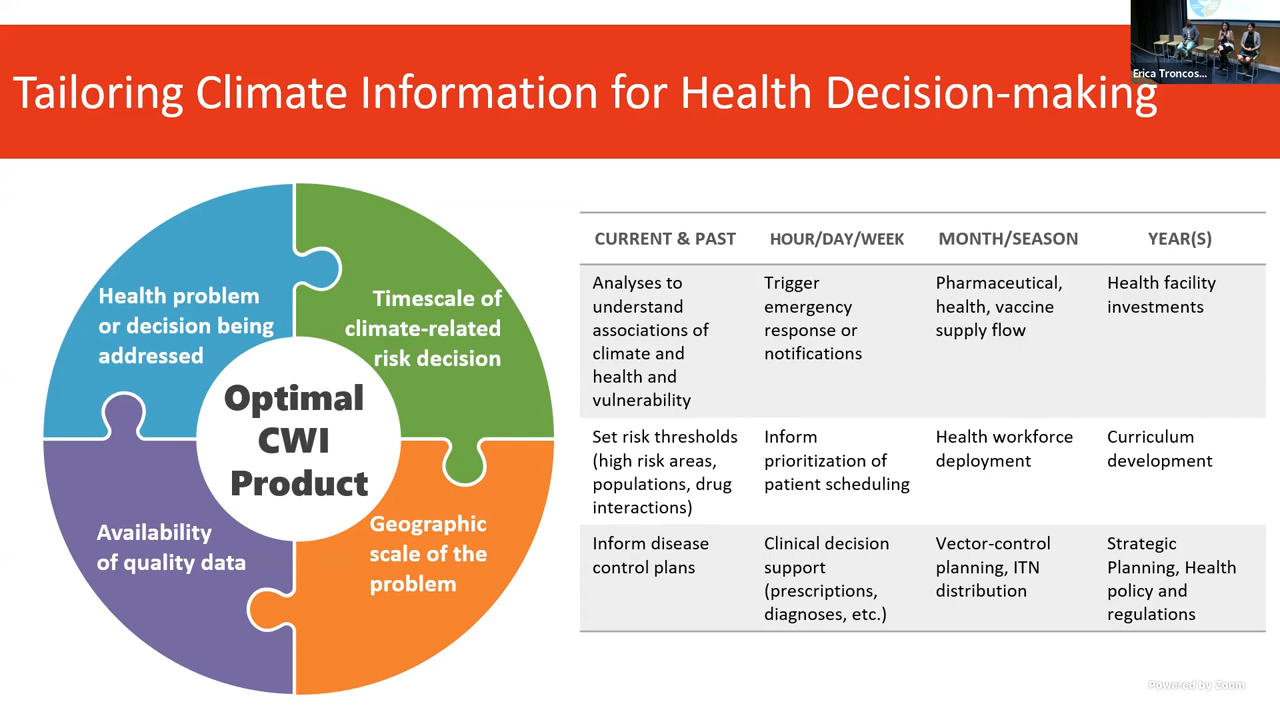 Tailoring Climate Information for Health Decision-making
Erica Troncos...
Health problem
or decision being
addressed
Timescale of
climate-related
risk decision
Optimal
CWI
Product
Availability
of quality data
Geographic
scale of the
problem
CURRENT & PAST
HOUR/DAY/WEEK
MONTH/SEASON
YEAR(S)
Analyses to
understand
associations of
climate and
health and
vulnerability
Trigger
emergency
response or
notifications
Pharmaceutical,
health, vaccine
supply flow
Health facility
investments
Set risk thresholds
(high risk areas,
populations, drug
interactions)
Inform
prioritization of
patient scheduling
Health workforce
deployment
Curriculum
development
Inform disease
control plans
Clinical decision
support
(prescriptions,
diagnoses, etc.)
Vector-control
planning, ITN
distribution
Strategic
Planning, Health
policy and
regulations
Powered by Zoom